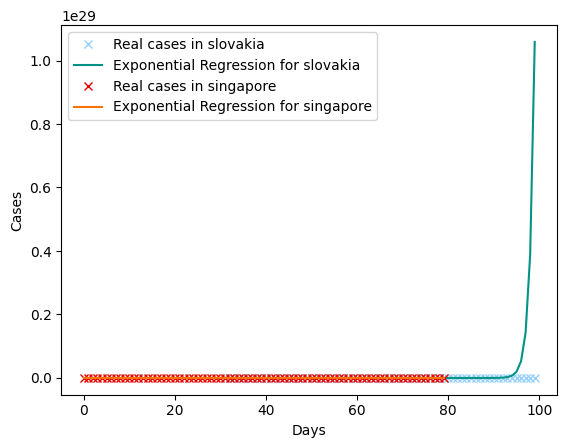 1e29
Real cases in slovakia
Exponential Regression for slovakia
Real cases in singapore
Exponential Regression for singapore
1.0
0.8
0.6
0.4
0.2
0.0
Cases
0 20 40 60 80 100
Days